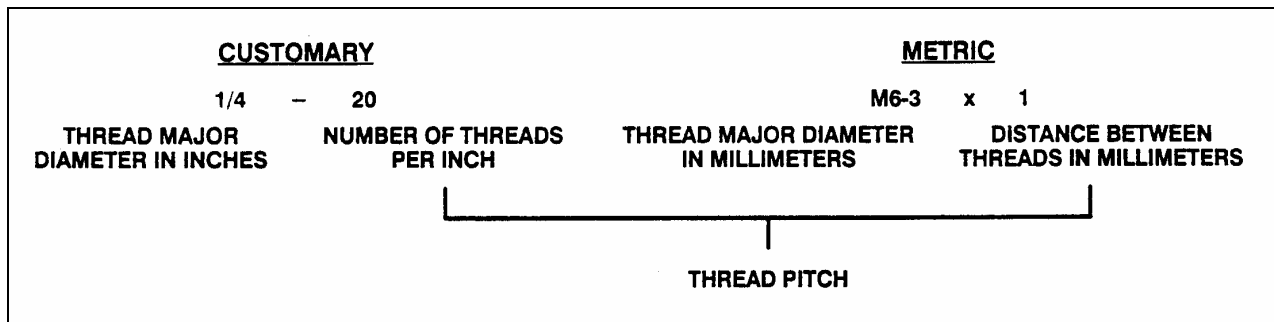 CUSTOMARY METRIC
1/4 – 20 M6-3 x 1
THREAD MAJOR NUMBER OF THREADS THREAD MAJOR DIAMETER DISTANCE BETWEEN
DIAMETER IN INCHES PER INCH IN MILLIMETERS THREADS IN MILLIMETERS
THREAD PITCH